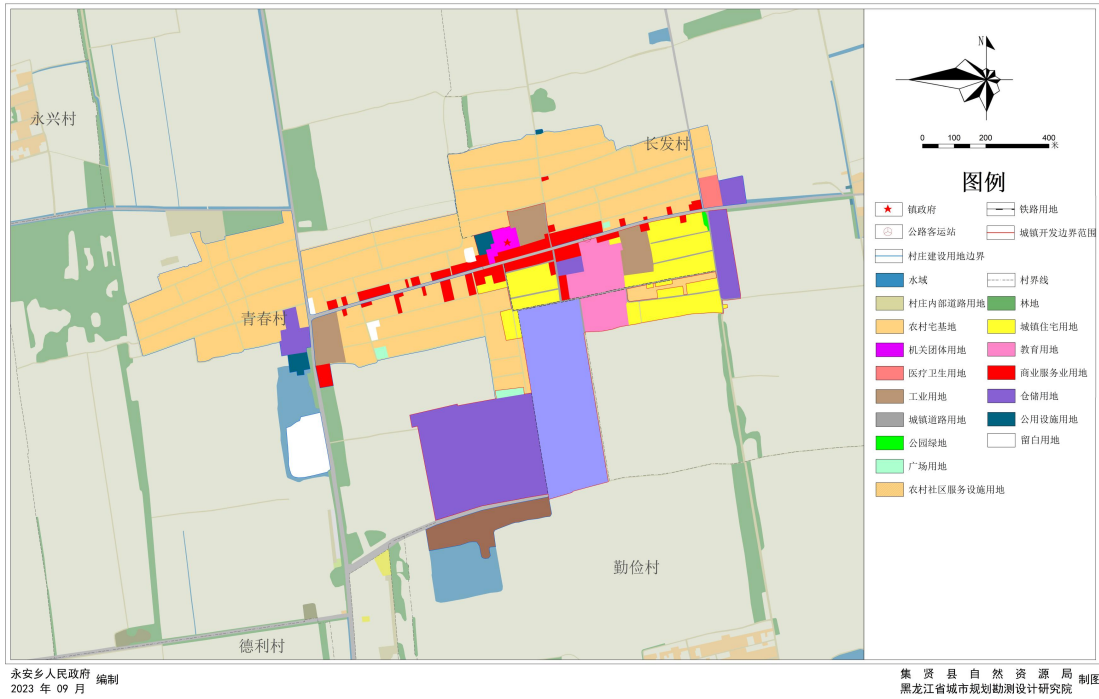 永兴村
长发村
青春村
勤俭村
德利村
N
0 100 200 400
米
图例
镇政府
铁路用地
公路客运站
城镇开发边界范围
村庄建设用地边界
水域
村界线
村庄内部道路用地
林地
农村宅基地
城镇住宅用地
机关团体用地
教育用地
医疗卫生用地
商业服务业用地
工业用地
仓储用地
城镇道路用地
公用设施用地
公园绿地
留白用地
广场用地
农村社区服务设施用地
永安乡人民政府 编制
2023 年 09 月
集贤县自然资源局 制图
黑龙江省城市规划勘测设计研究院